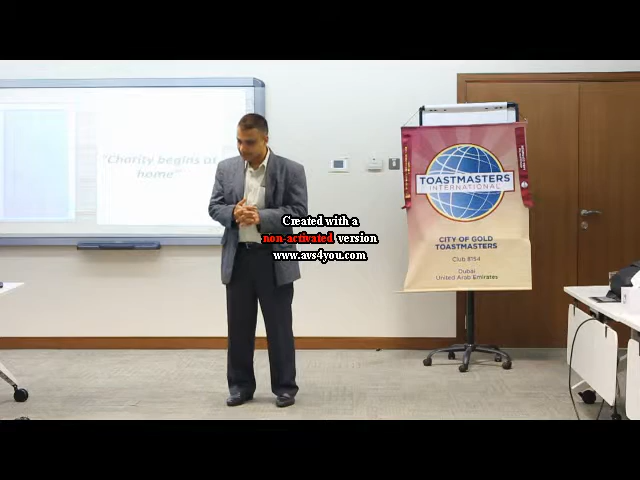 "Charity begins at
home"
Created with a
non-activated version
www.avs4you.com
TOASTMASTERS
INTERNATIONAL
CITY OF GOLD
TOASTMASTERS
Club 8154
Dubai
United Arab Emirates